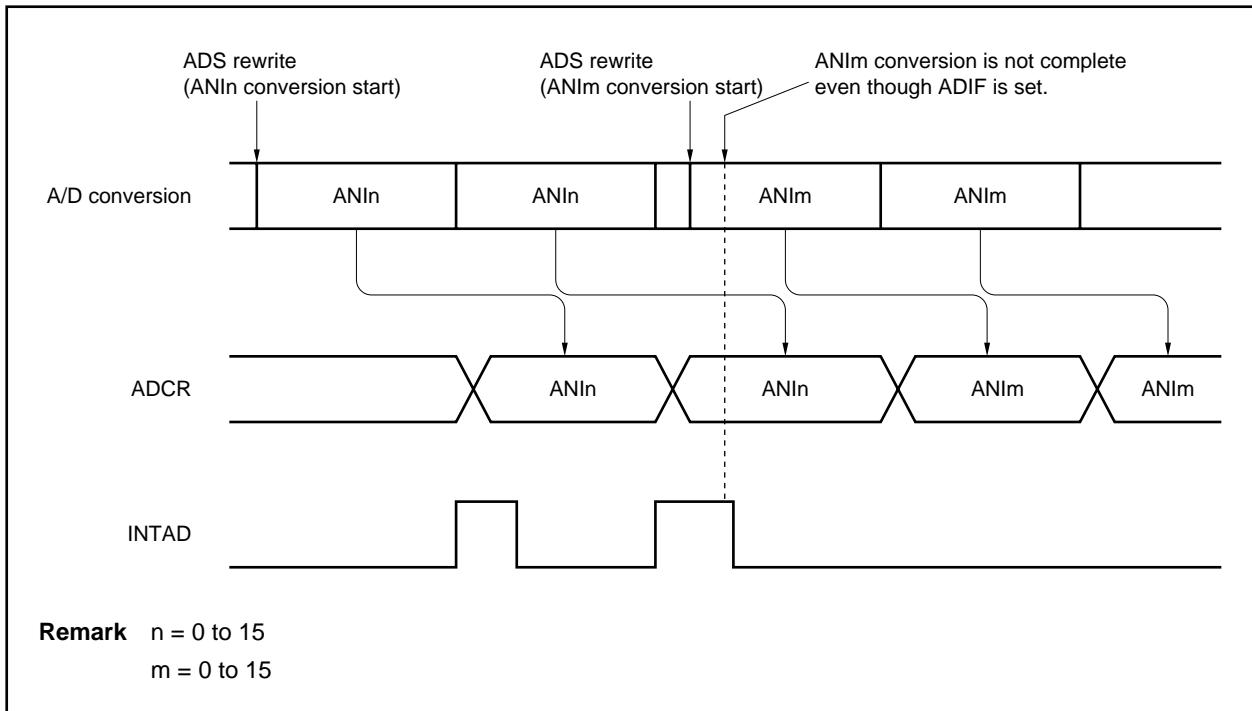 ADS rewrite
(ANIn conversion start)
ADS rewrite
(ANIm conversion start)
ANIm conversion is not complete
even though ADIF is set.
A/D conversion
ANIn
ANIn
ANIm
ANIm
ADCR
ANIn
ANIn
ANIm
ANIm
INTAD
Remark n = 0 to 15
m = 0 to 15